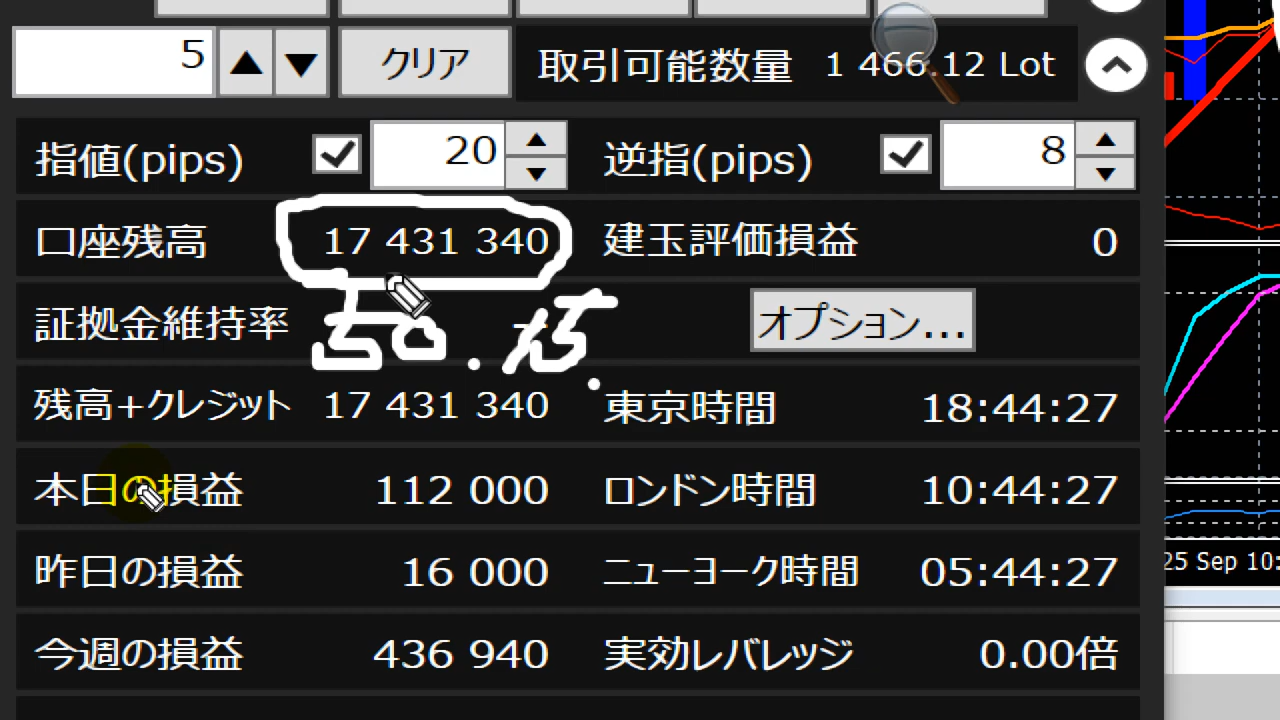 5 クリア 取引可能数量 1 466.12 Lot
指値(pips) 20 逆指(pips) 8
口座残高 17 431 340 建玉評価損益 0
証拠金維持率 50. 15. オプション...
残高+クレジット 17 431 340 東京時間 18:44:27
本日の損益 112 000 ロンドン時間 10:44:27
昨日の損益 16 000 ニューヨーク時間 05:44:27
25 Sep 10:
今週の損益 436 940 実効レバレッジ 0.00倍